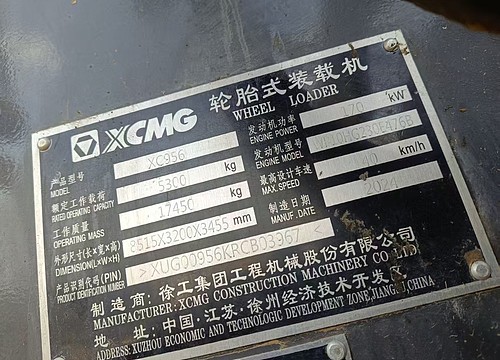 XCMG 轮胎式装载机
WHEEL LOADER
产品型号 XC956
MODEL
额定工作载荷 5300 kg
RATED OPERATING CAPACITY
工作质量 17450 kg
OPERATING MASS
外形尺寸(长×宽×高) 8515X3200X3455 mm
DIMENSION(L×W×H)
产品识别代码(PIN) >XUG00956KRCB03967<
PRODUCT IDENTIFICATION NUMBER
发动机功率 170 kW
ENGINE POWER
发动机型号
ENGINE MODEL
最高设计车速 40 km/h
MAX. SPEED
制造日期 2024
MANUF. DATE
制造商:徐工集团工程机械股份有限公司
MANUFACTURER: XCMG CONSTRUCTION MACHINERY CO., LTD.
地址:中国·江苏·徐州经济技术开发区
ADDRESS: XUZHOU ECONOMIC AND TECHNOLOGIC DEVELOPMENT ZONE, JIANGSU, CHINA